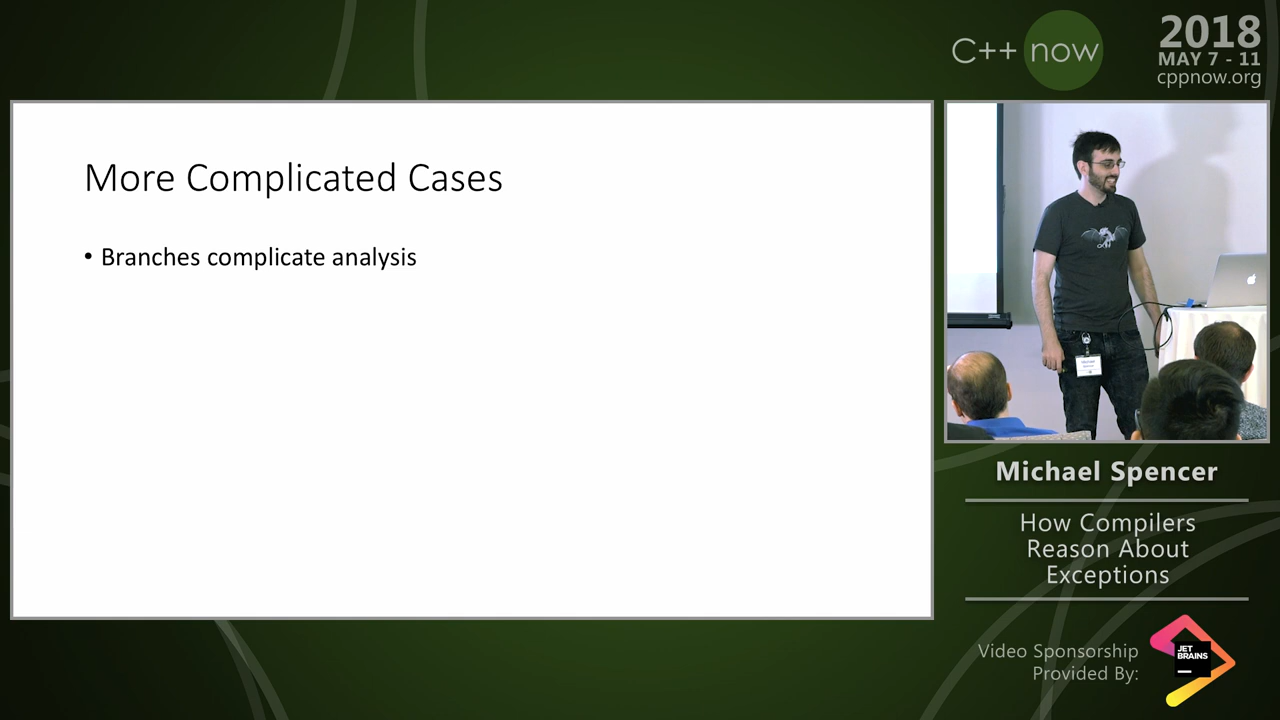 C++ now
2018
MAY 7 - 11
cppnow.org
More Complicated Cases
• Branches complicate analysis
Michael Spencer
How Compilers
Reason About
Exceptions
Video Sponsorship
Provided By:
JET
BRAINS